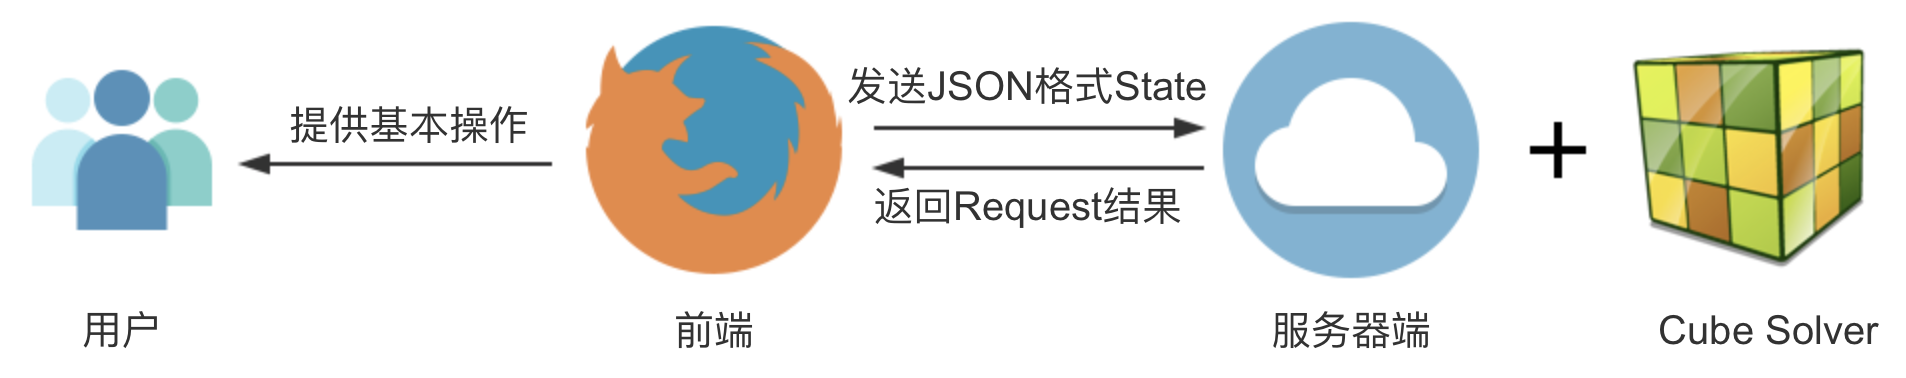 提供基本操作
发送JSON格式State
返回Request结果
用户
前端
服务器端
Cube Solver